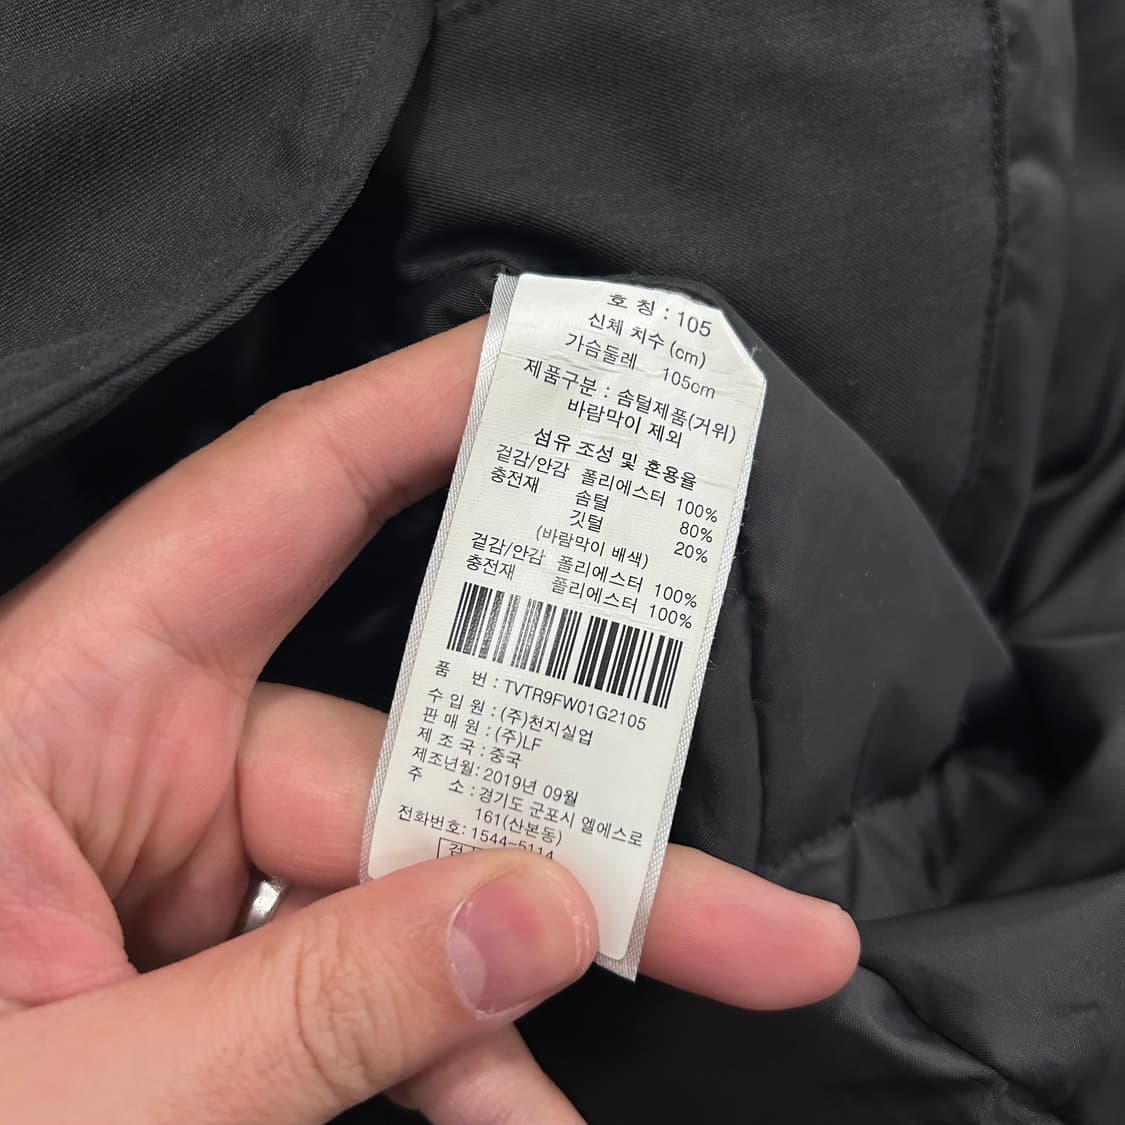 호 칭 : 105
신체 치수 (cm)
가슴둘레 105cm
제품구분 : 솜털제품(거위)
바람막이 제외
섬유 조성 및 혼용율
겉감/안감 폴리에스터 100%
충전재 솜털 80%
깃털 20%
(바람막이 배색)
겉감/안감 폴리에스터 100%
충전재 폴리에스터 100%
품 번 : TVTR9FW01G2105
수 입 원 : (주)천지실업
판 매 원 : (주)LF
제 조 국 : 중국
제조년월: 2019년 09월
주 소 : 경기도 군포시 엘에스로
161(산본동)
전화번호: 1544-5114
검